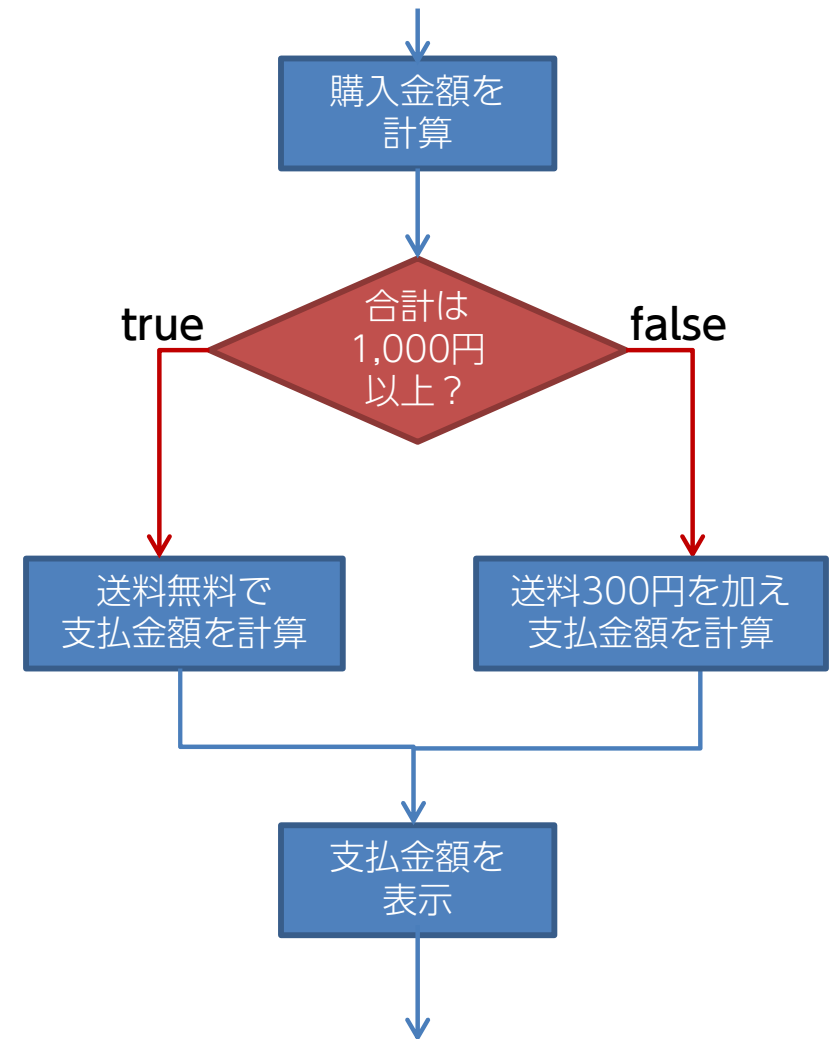 購入金額を
計算
合計は
1,000円
以上？
true
false
送料無料で
支払金額を計算
送料300円を加え
支払金額を計算
支払金額を
表示